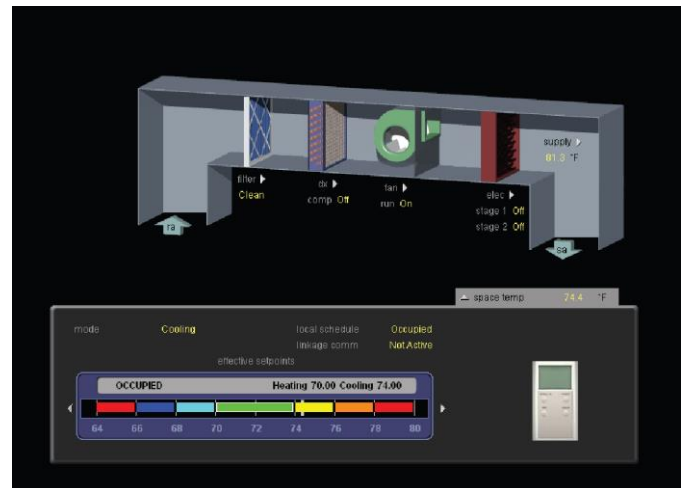 supply
81.3 °F
filter
Clean
dx
comp Off
fan
run On
elec
stage 1 Off
stage 2 Off
ra
sa
space temp 74.4 °F
mode Cooling local schedule Occupied
linkage comm Not Active
effective setpoints
OCCUPIED Heating 70.00 Cooling 74.00
64 66 68 70 72 74 76 78 80